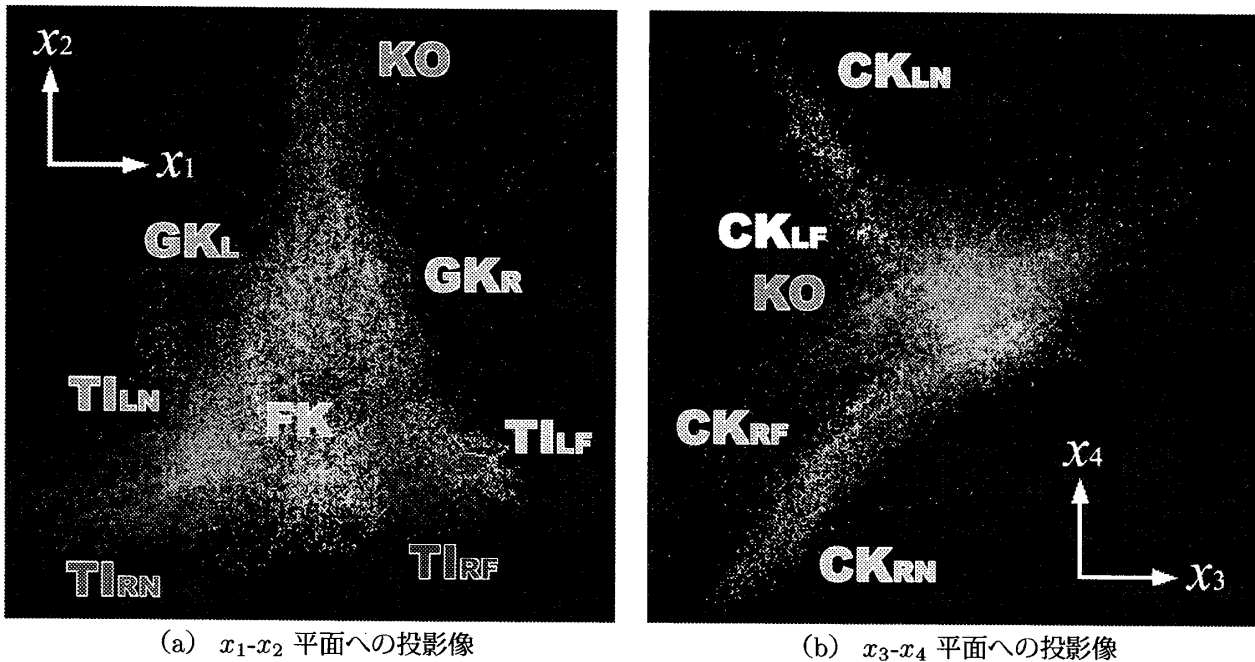 x2
x1
KO
GKL
GKR
TILN
FK
TILF
TIRN
TIRF
(a) x1-x2 平面への投影像
CKLN
CKLF
KO
CKRF
CKRN
x4
x3
(b) x3-x4 平面への投影像